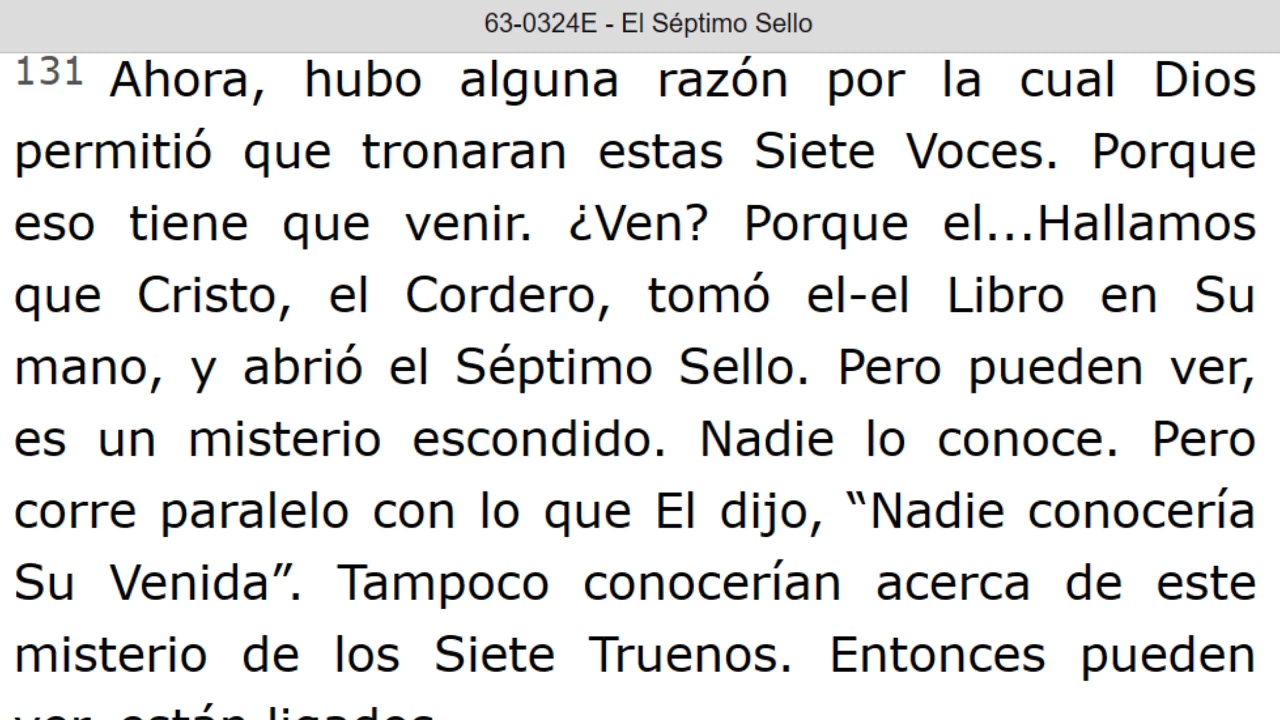 63-0324E - El Séptimo Sello
131 Ahora, hubo alguna razón por la cual Dios
permitió que tronaran estas Siete Voces. Porque
eso tiene que venir. ¿Ven? Porque el...Hallamos
que Cristo, el Cordero, tomó el-el Libro en Su
mano, y abrió el Séptimo Sello. Pero pueden ver,
es un misterio escondido. Nadie lo conoce. Pero
corre paralelo con lo que El dijo, “Nadie conocería
Su Venida”. Tampoco conocerían acerca de este
misterio de los Siete Truenos. Entonces pueden
ver, están ligados